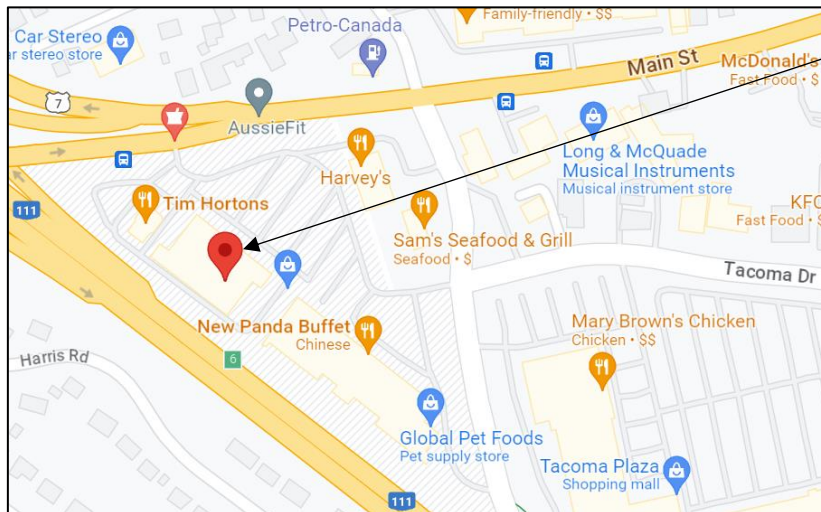 Family-friendly • $$
Petro-Canada
Car Stereo
ar stereo store
Main St
McDonald's
Fast Food • $
7
AussieFit
Long & McQuade
Musical Instruments
Musical instrument store
Harvey's
KFC
Fast Food • $
Tim Hortons
111
Sam's Seafood & Grill
Seafood • $
Tacoma Dr
New Panda Buffet
Chinese
Mary Brown's Chicken
Chicken • $$
Harris Rd
6
Global Pet Foods
Pet supply store
Tacoma Plaza
Shopping mall
111